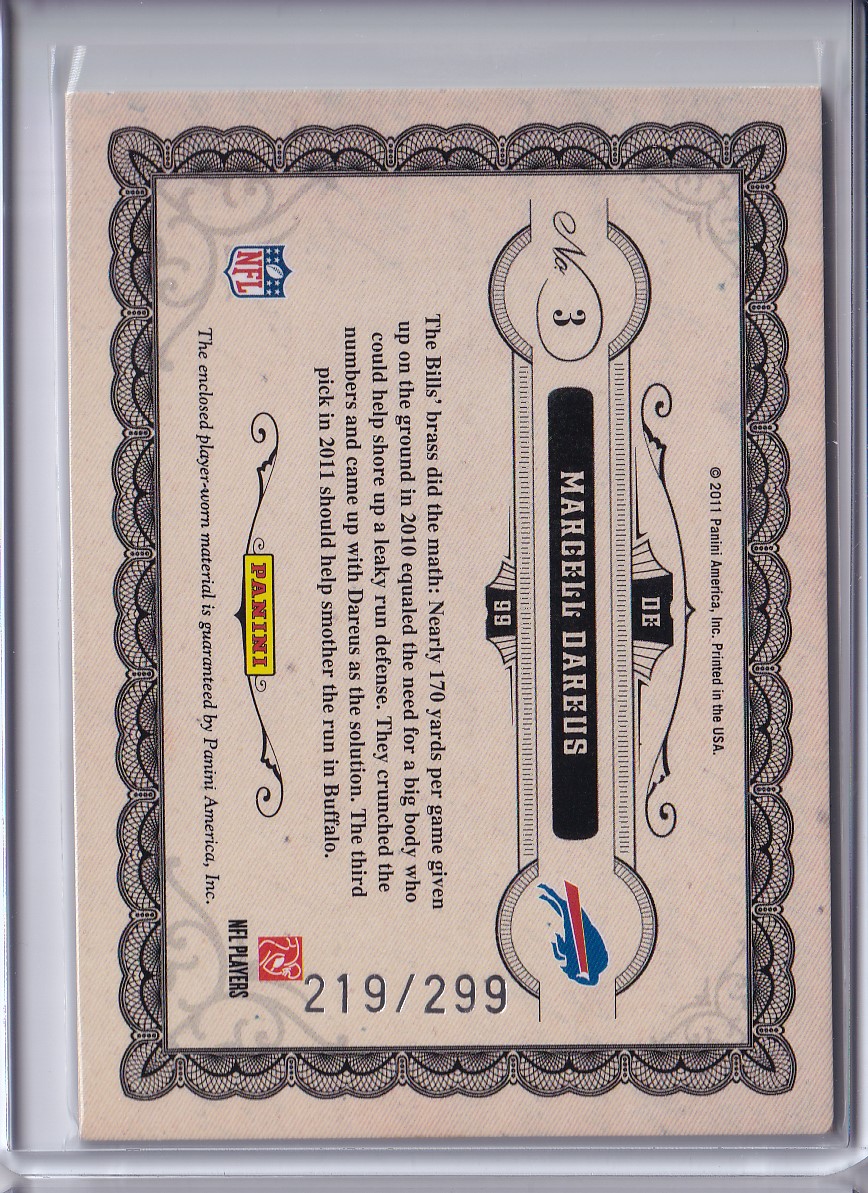 © 2011 Panini America, Inc. Printed in the USA.
DE
No. 3
MARCELL DAREUS
99
The Bills' brass did the math: Nearly 170 yards per game given
up on the ground in 2010 equaled the need for a big body who
could help shore up a leaky run defense. They crunched the
numbers and came up with Dareus as the solution. The third
pick in 2011 should help smother the run in Buffalo.
219/299
NFL
PANINI
NFL PLAYERS
The enclosed player-worn material is guaranteed by Panini America, Inc.